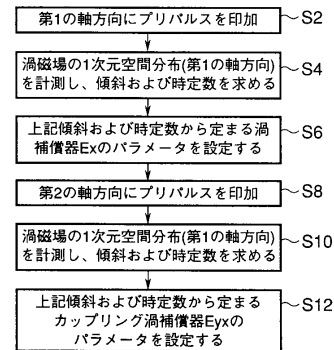 第1の軸方向にプリパルスを印加
S2
渦磁場の1次元空間分布(第1の軸方向)
を計測し、傾斜および時定数を求める
S4
上記傾斜および時定数から定まる渦
補償器Exのパラメータを設定する
S6
第2の軸方向にプリパルスを印加
S8
渦磁場の1次元空間分布(第1の軸方向)
を計測し、傾斜および時定数を求める
S10
上記傾斜および時定数から定まる
カップリング渦補償器Eyxの
パラメータを設定する
S12